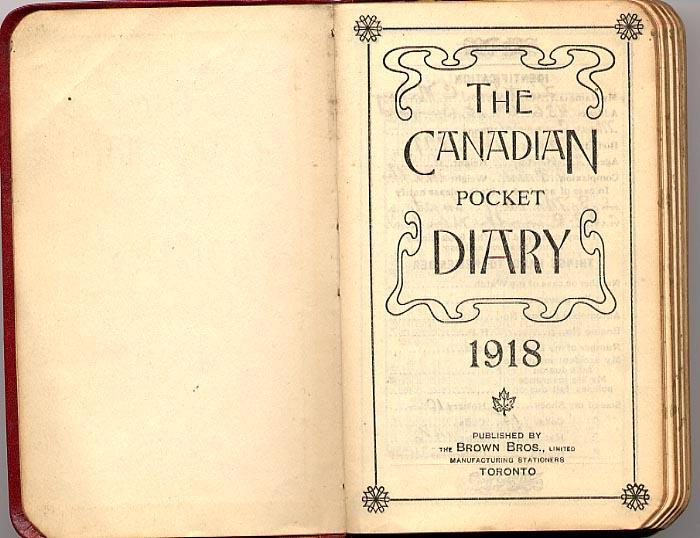 THE
CANADIAN
POCKET
DIARY
1918
PUBLISHED BY
THE BROWN BROS., LIMITED
MANUFACTURING STATIONERS
TORONTO